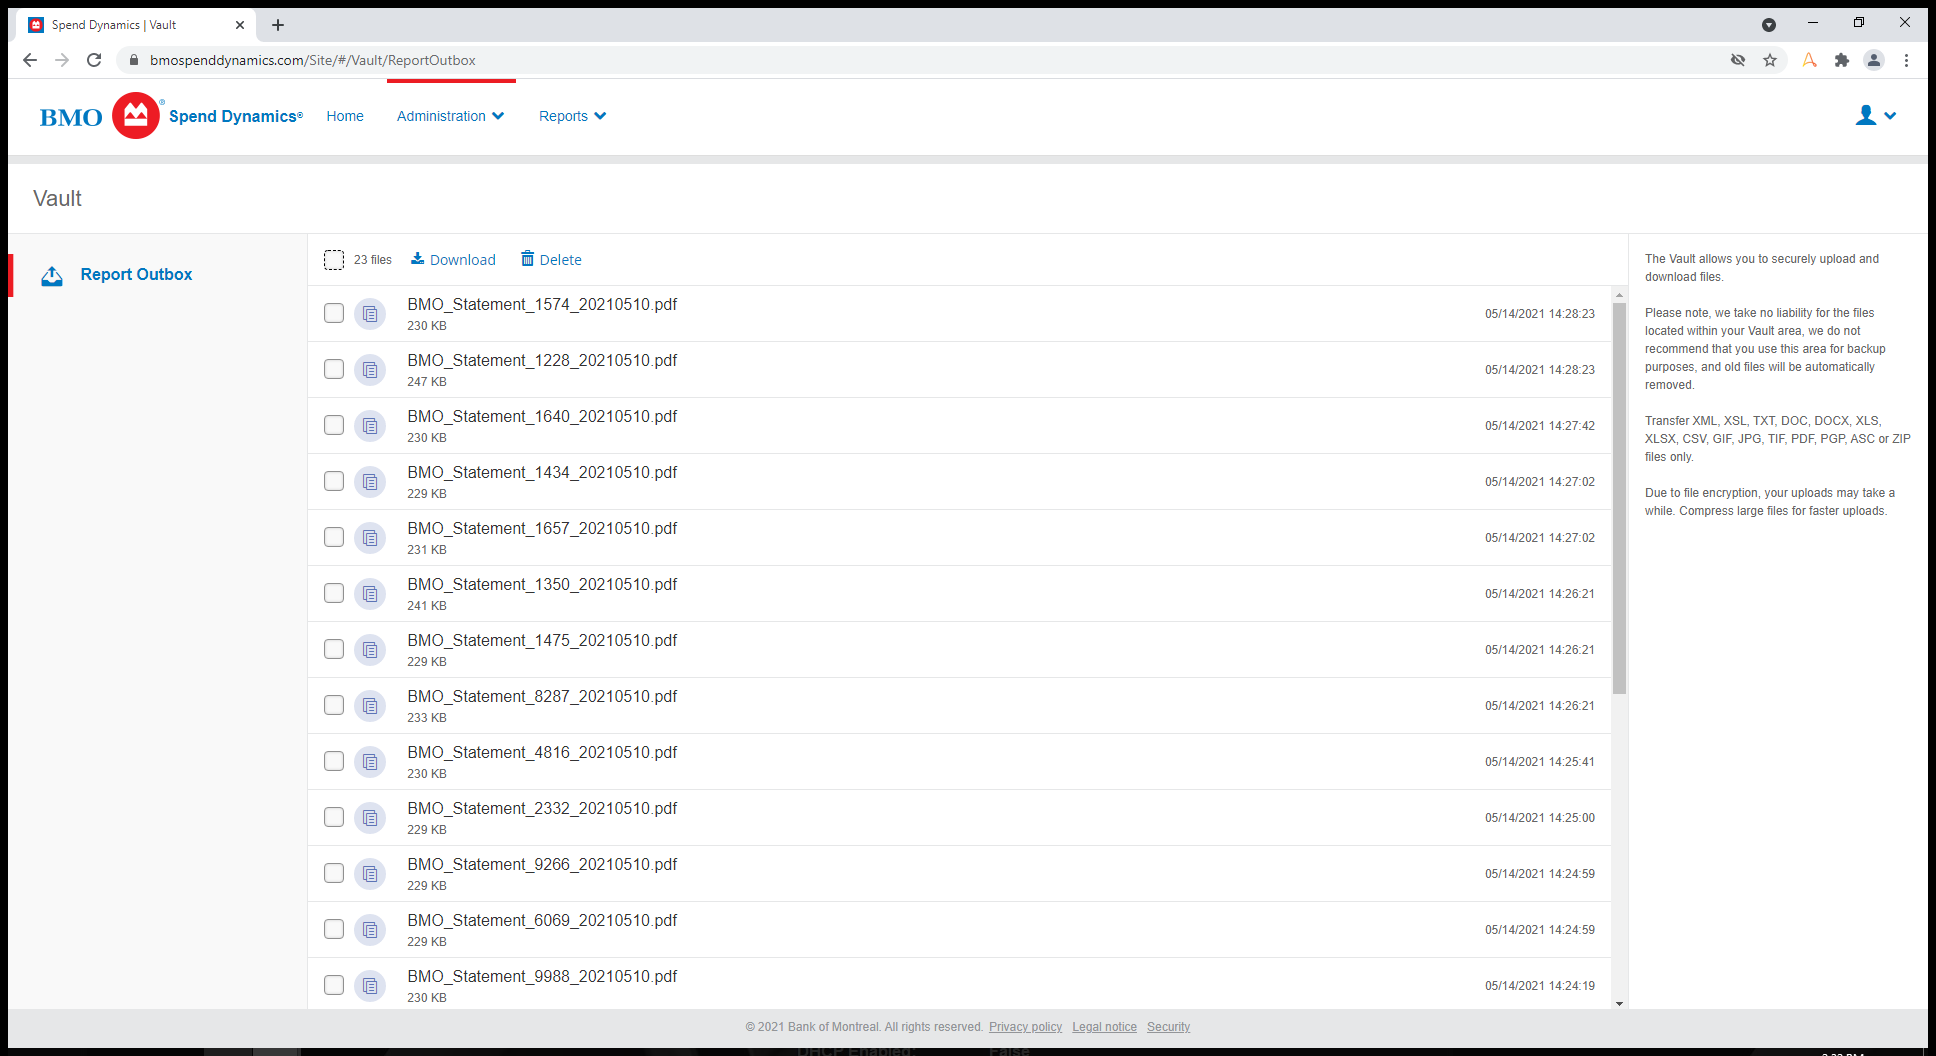 Spend Dynamics | Vault
bmospenddynamics.com/Site/#/Vault/ReportOutbox
BMO Spend Dynamics® Home Administration Reports
Vault
Report Outbox
23 files Download Delete
BMO_Statement_1574_20210510.pdf
230 KB
05/14/2021 14:28:23
BMO_Statement_1228_20210510.pdf
247 KB
05/14/2021 14:28:23
BMO_Statement_1640_20210510.pdf
230 KB
05/14/2021 14:27:42
BMO_Statement_1434_20210510.pdf
229 KB
05/14/2021 14:27:02
BMO_Statement_1657_20210510.pdf
231 KB
05/14/2021 14:27:02
BMO_Statement_1350_20210510.pdf
241 KB
05/14/2021 14:26:21
BMO_Statement_1475_20210510.pdf
229 KB
05/14/2021 14:26:21
BMO_Statement_8287_20210510.pdf
233 KB
05/14/2021 14:26:21
BMO_Statement_4816_20210510.pdf
230 KB
05/14/2021 14:25:41
BMO_Statement_2332_20210510.pdf
229 KB
05/14/2021 14:25:00
BMO_Statement_9266_20210510.pdf
229 KB
05/14/2021 14:24:59
BMO_Statement_6069_20210510.pdf
229 KB
05/14/2021 14:24:59
BMO_Statement_9988_20210510.pdf
230 KB
05/14/2021 14:24:19
The Vault allows you to securely upload and
download files.
Please note, we take no liability for the files
located within your Vault area, we do not
recommend that you use this area for backup
purposes, and old files will be automatically
removed.
Transfer XML, XSL, TXT, DOC, DOCX, XLS,
XLSX, CSV, GIF, JPG, TIF, PDF, PGP, ASC or ZIP
files only.
Due to file encryption, your uploads may take a
while. Compress large files for faster uploads.
© 2021 Bank of Montreal. All rights reserved. Privacy policy Legal notice Security
DHCP Enabled: False